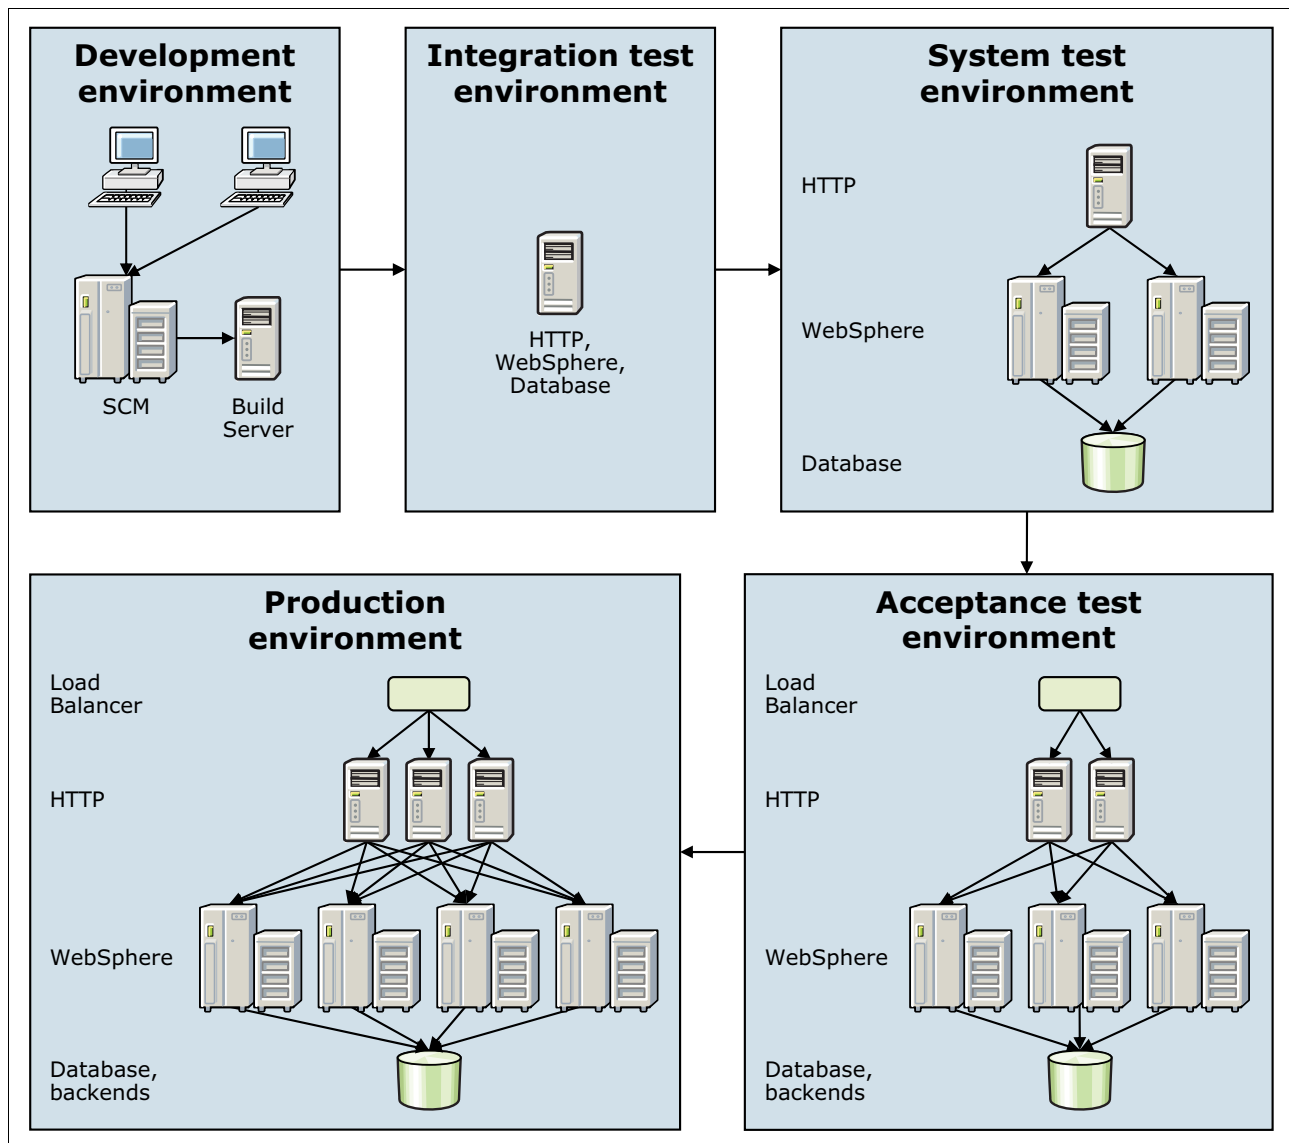 Development
environment
SCM
Build
Server
Integration test
environment
HTTP,
WebSphere,
Database
System test
environment
HTTP
WebSphere
Database
Production
environment
Load
Balancer
HTTP
WebSphere
Database,
backends
Acceptance test
environment
Load
Balancer
HTTP
WebSphere
Database,
backends